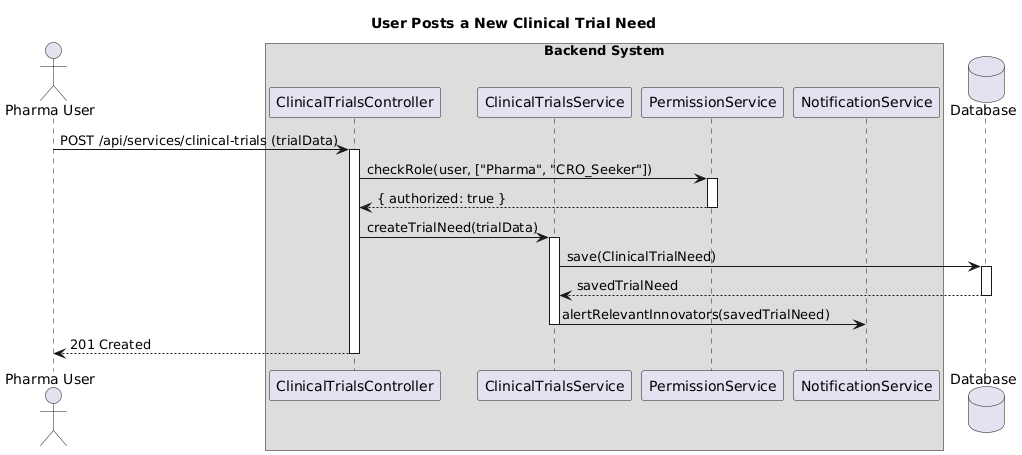 User Posts a New Clinical Trial Need
Backend System
Pharma User
ClinicalTrialsController
ClinicalTrialsService
PermissionService
NotificationService
Database
POST /api/services/clinical-trials (trialData)
checkRole(user, ["Pharma", "CRO_Seeker"])
{ authorized: true }
createTrialNeed(trialData)
save(ClinicalTrialNeed)
savedTrialNeed
alertRelevantInnovators(savedTrialNeed)
201 Created
Pharma User
ClinicalTrialsController
ClinicalTrialsService
PermissionService
NotificationService
Database